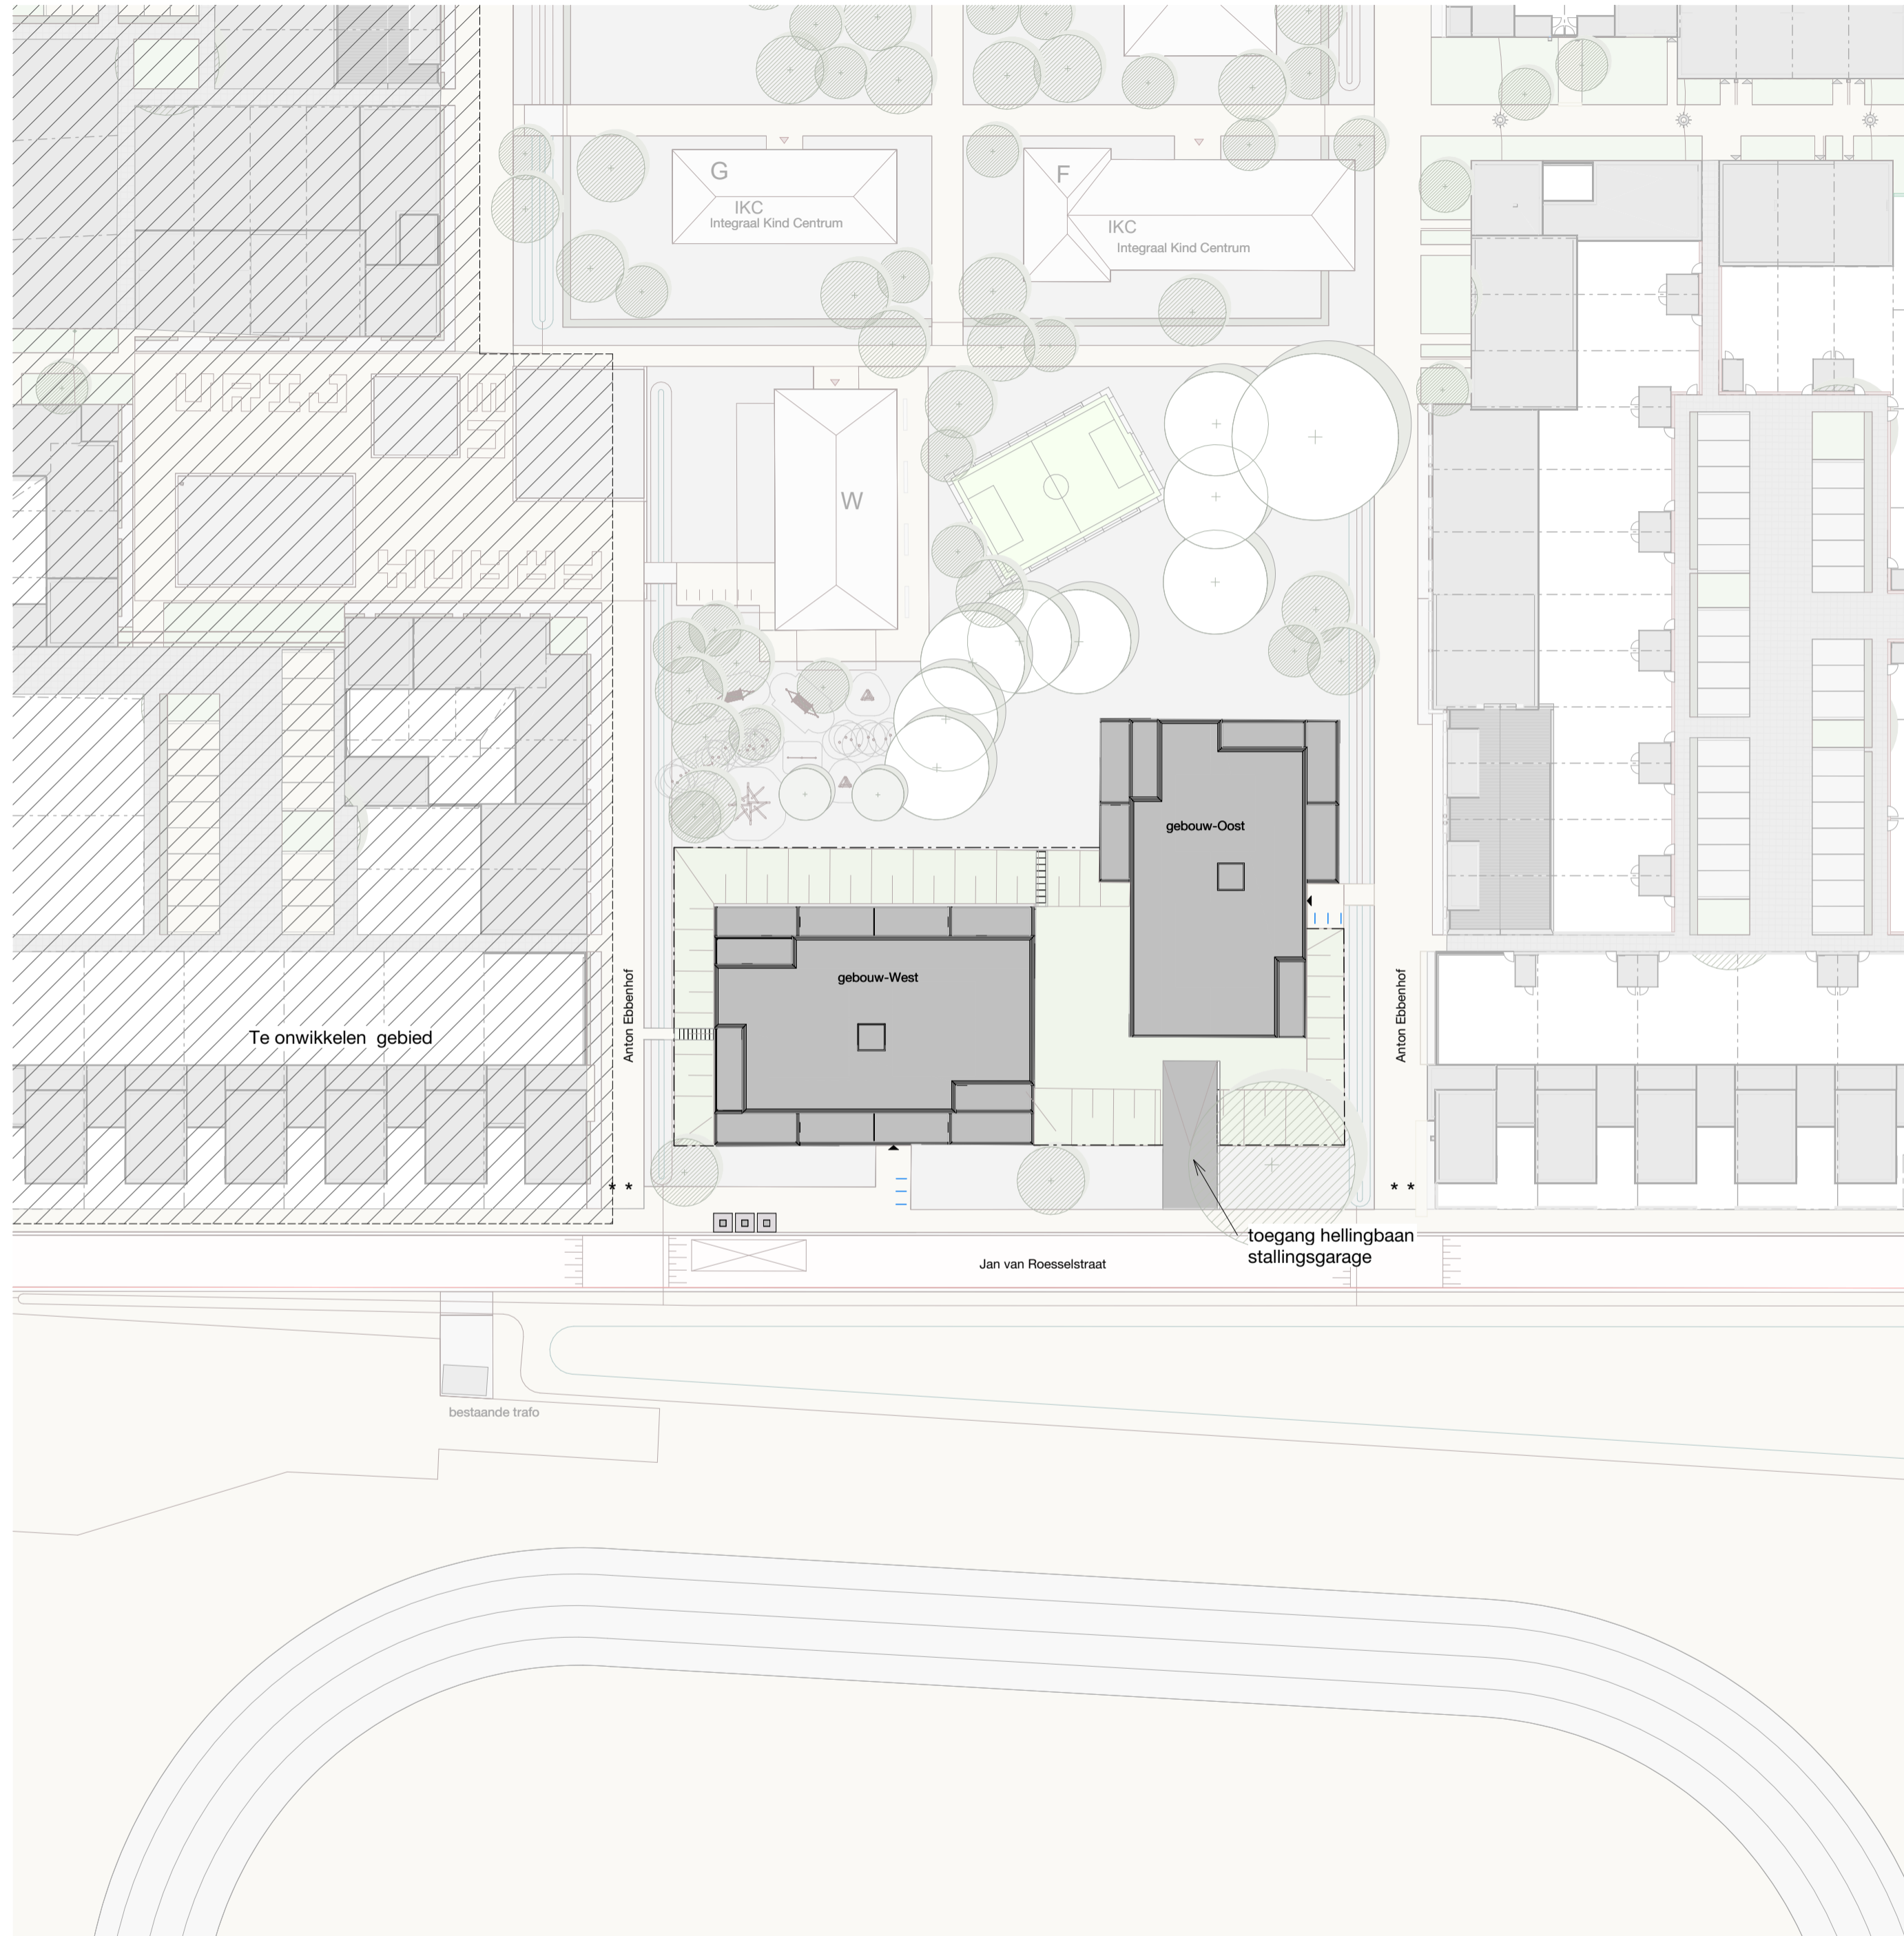 G
IKC
Integraal Kind Centrum
F
IKC
Integraal Kind Centrum
W
gebouw-Oost
gebouw-West
Te onwikkelen gebied
Anton Ebbenhof
Anton Ebbenhof
* *
* *
toegang hellingbaan
stallingsgarage
Jan van Roesselstraat
bestaande trafo